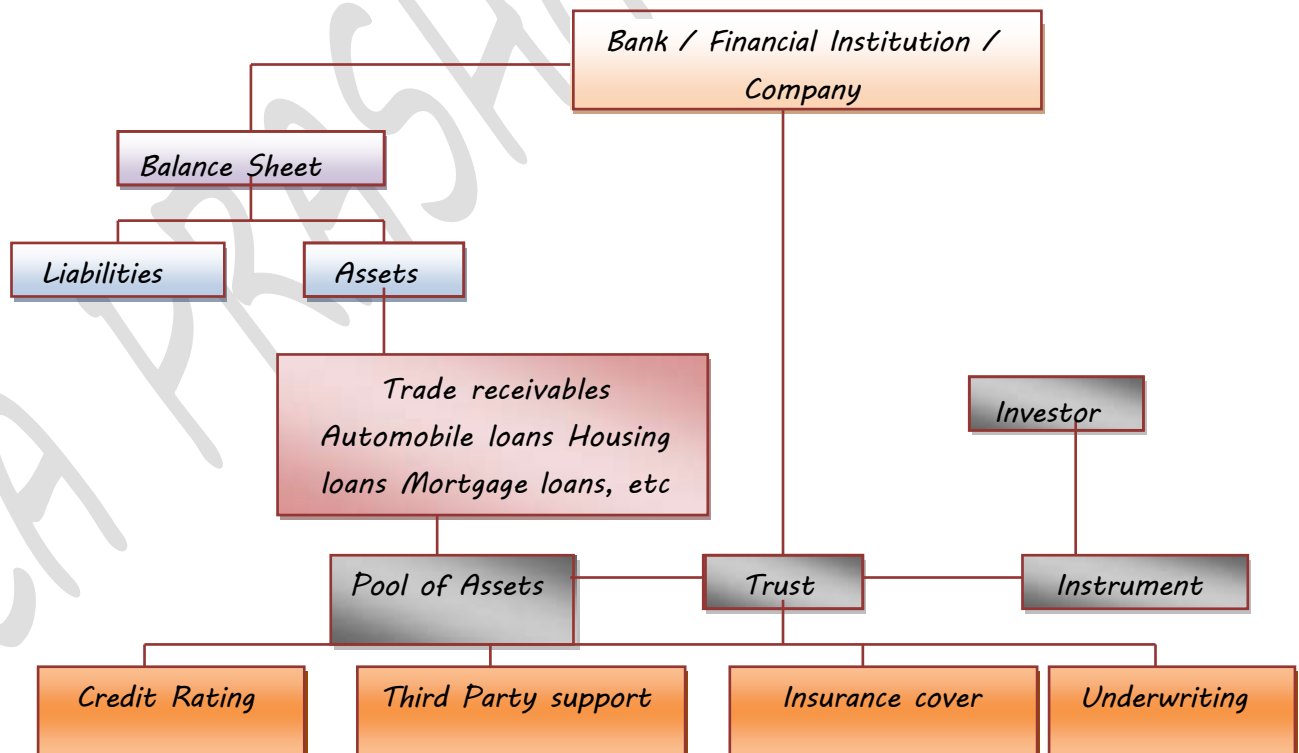 Bank / Financial Institution /
Company
Balance Sheet
Liabilities
Assets
Trade receivables
Automobile loans Housing
loans Mortgage loans, etc
Investor
Pool of Assets
Trust
Instrument
Credit Rating
Third Party support
Insurance cover
Underwriting